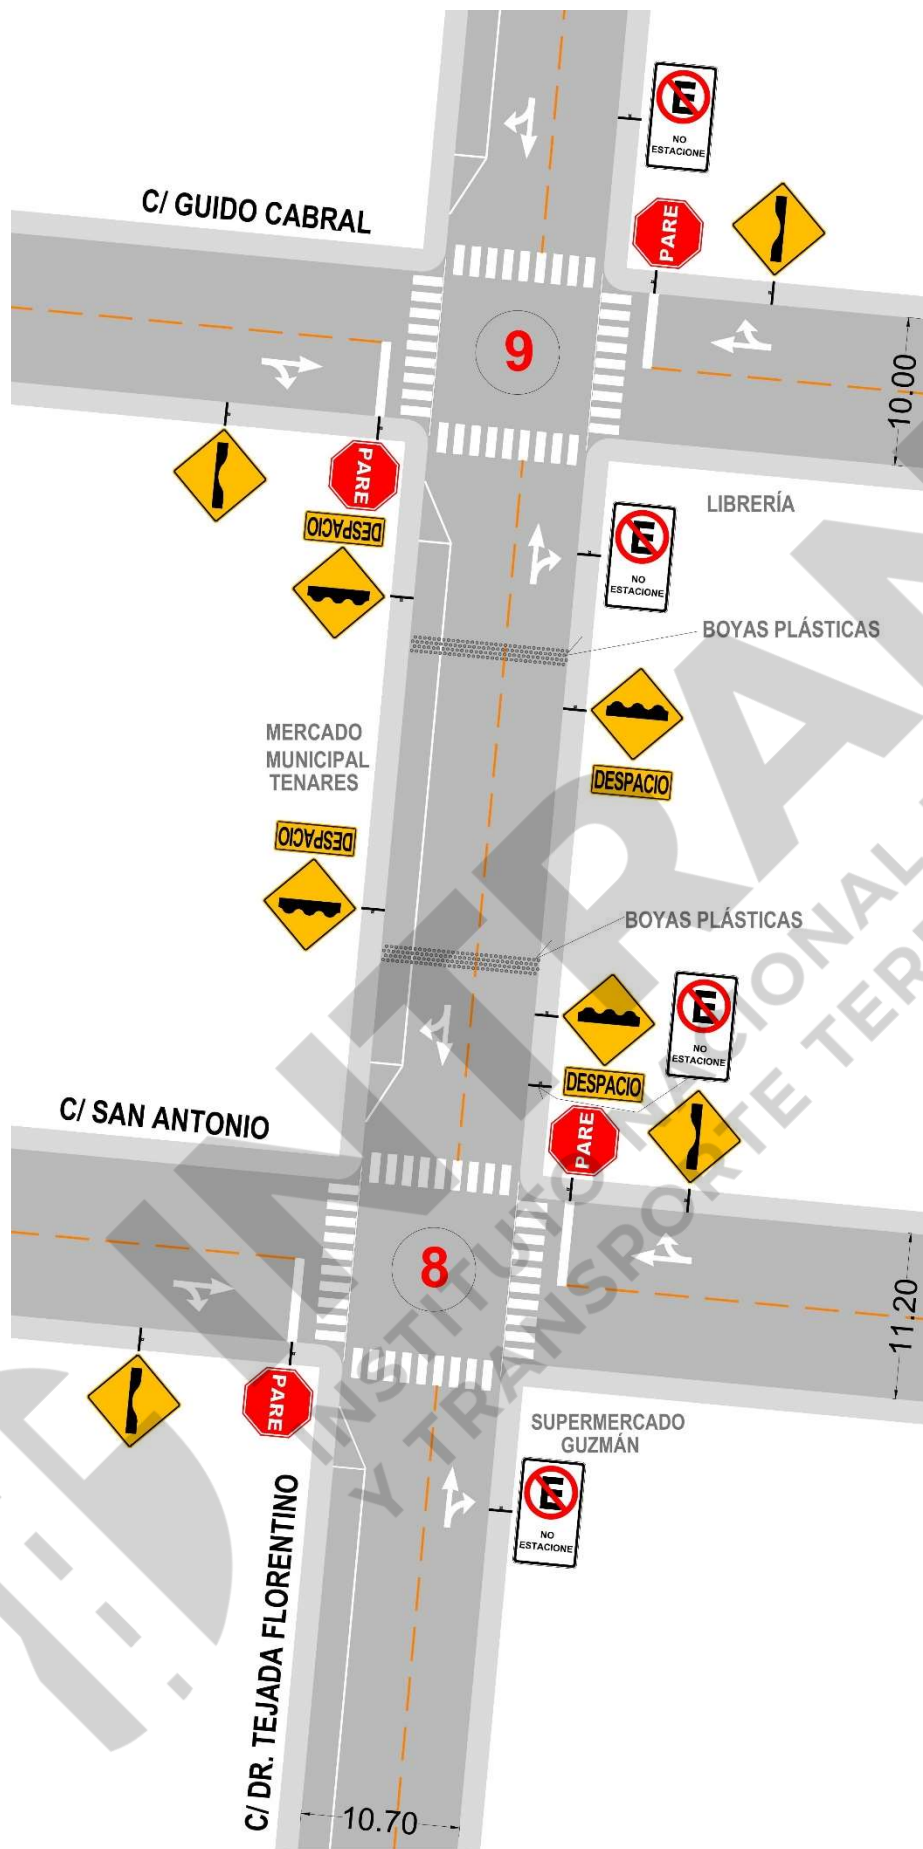 NO
ESTACIONE
C/ GUIDO CABRAL
PARE
9
10.00
PARE
DESPACIO
LIBRERÍA
NO
ESTACIONE
BOYAS PLÁSTICAS
MERCADO
MUNICIPAL
TENARES
DESPACIO
DESPACIO
BOYAS PLÁSTICAS
NO
ESTACIONE
DESPACIO
C/ SAN ANTONIO
PARE
8
11.20
PARE
SUPERMERCADO
GUZMÁN
NO
ESTACIONE
C/ DR. TEJADA FLORENTINO
10.70
INTRAN
INSTITUTO NACIONAL
Y TRANSPORTE TER